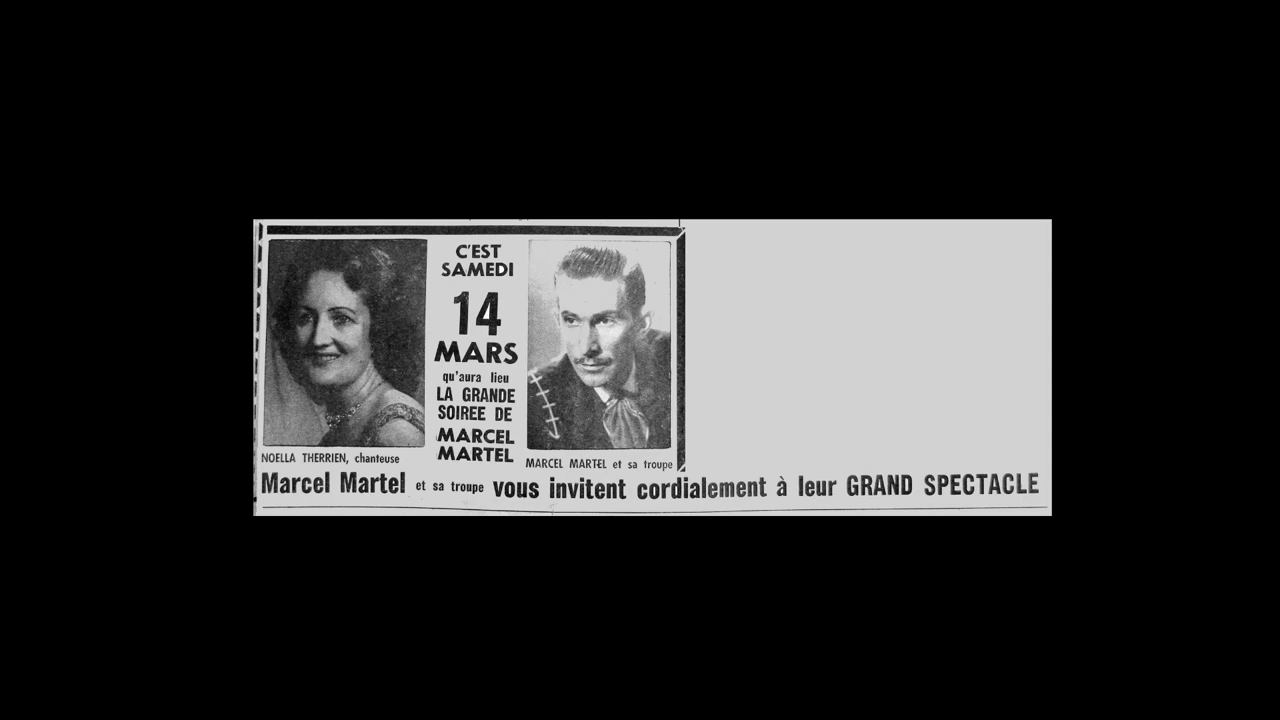 C'EST
SAMEDI
14
MARS
qu'aura lieu
LA GRANDE
SOIREE DE
MARCEL
MARTEL
NOELLA THERRIEN, chanteuse
MARCEL MARTEL et sa troupe
Marcel Martel et sa troupe vous invitent cordialement à leur GRAND SPECTACLE